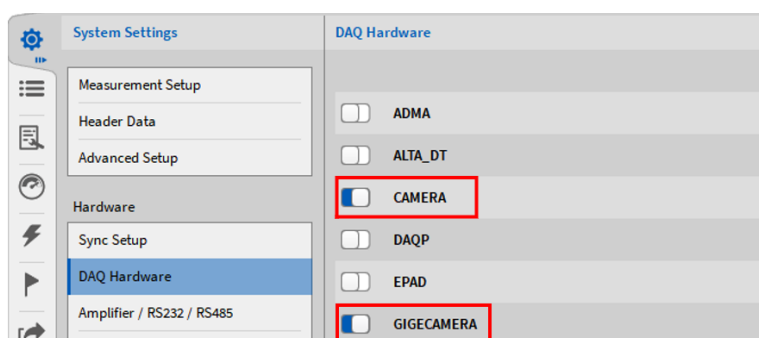 System Settings
Measurement Setup
Header Data
Advanced Setup
Hardware
Sync Setup
DAQ Hardware
Amplifier / RS232 / RS485
DAQ Hardware
ADMA
ALTA_DT
CAMERA
DAQP
EPAD
GIGECAMERA